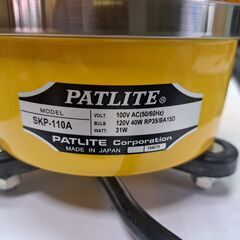 PATLITE®
MODEL
SKP-110A
VOLT. 100V AC(50/60Hz)
BULB 120V 40W RP35/BA15D
WATT. 31W
PATLITE Corporation
MADE IN JAPAN